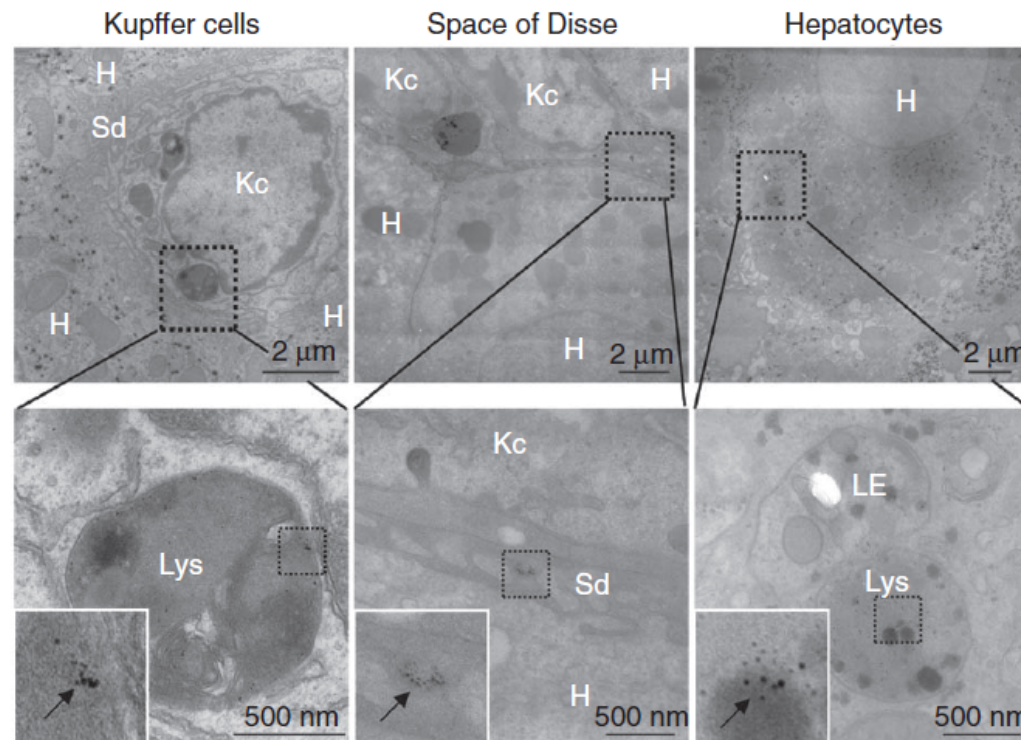 Kupffer cells
Space of Disse
Hepatocytes
H
Sd
Kc
H
H
2 μm
Kc
Kc
H
H
H
2 μm
H
2 μm
Lys
500 nm
Kc
Sd
H
500 nm
LE
Lys
500 nm